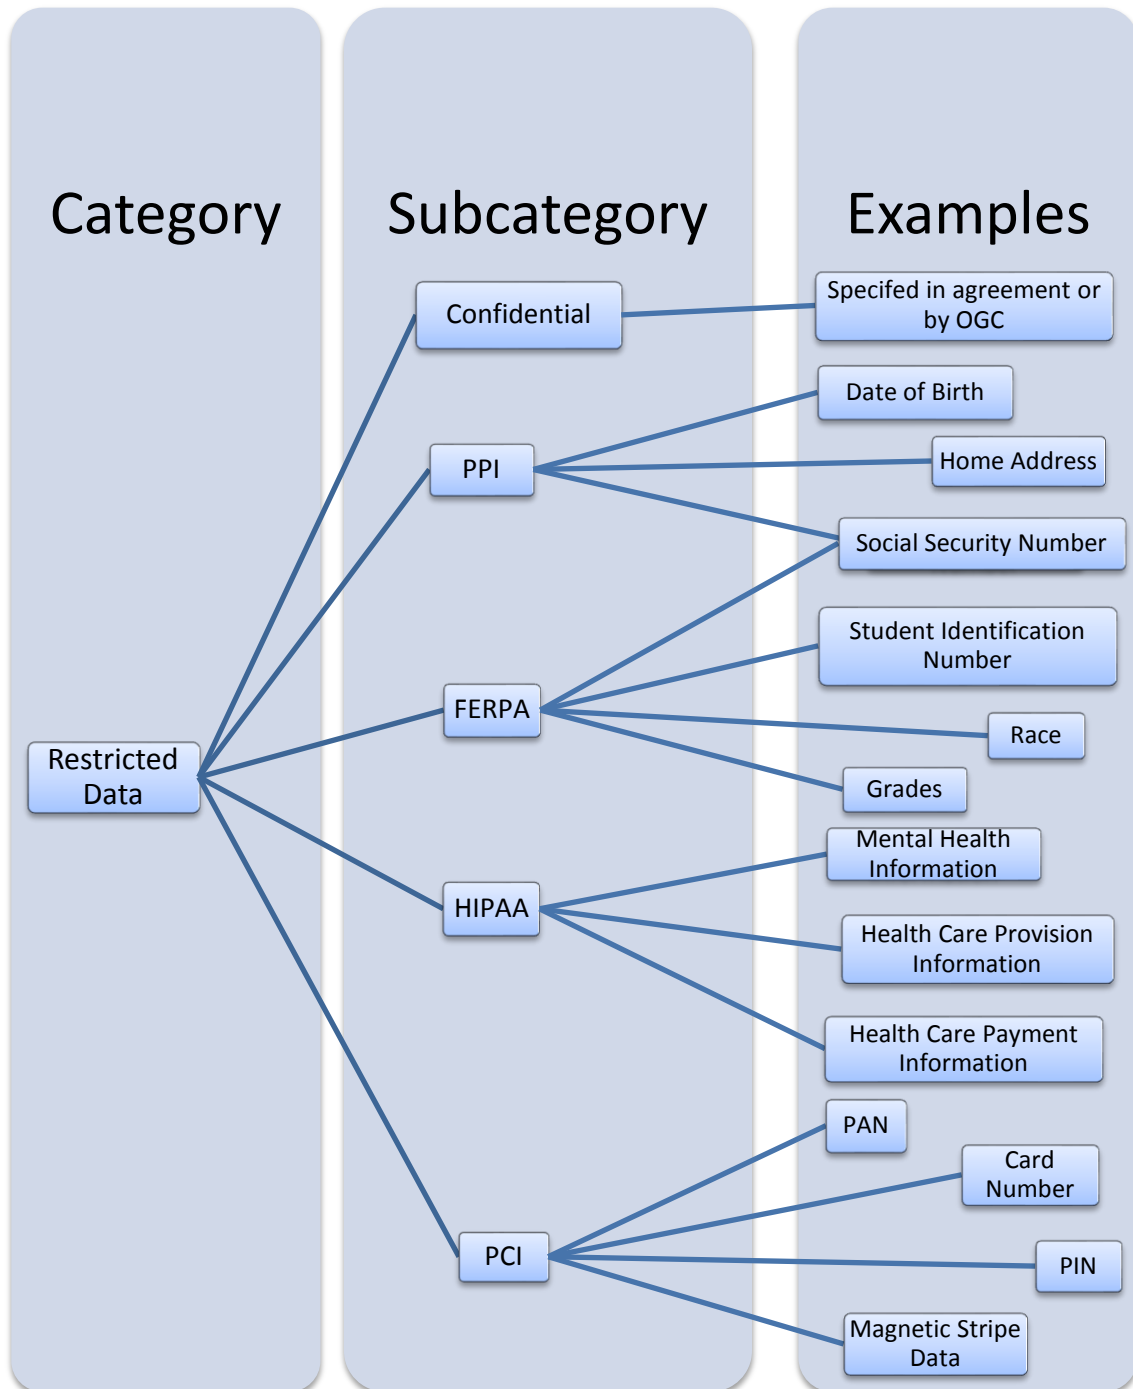 Category
Subcategory
Examples
Confidential
Specifed in agreement or
by OGC
Date of Birth
PPI
Home Address
Social Security Number
Student Identification
Number
FERPA
Race
Restricted
Data
Grades
Mental Health
Information
HIPAA
Health Care Provision
Information
Health Care Payment
Information
PAN
Card
Number
PCI
PIN
Magnetic Stripe
Data